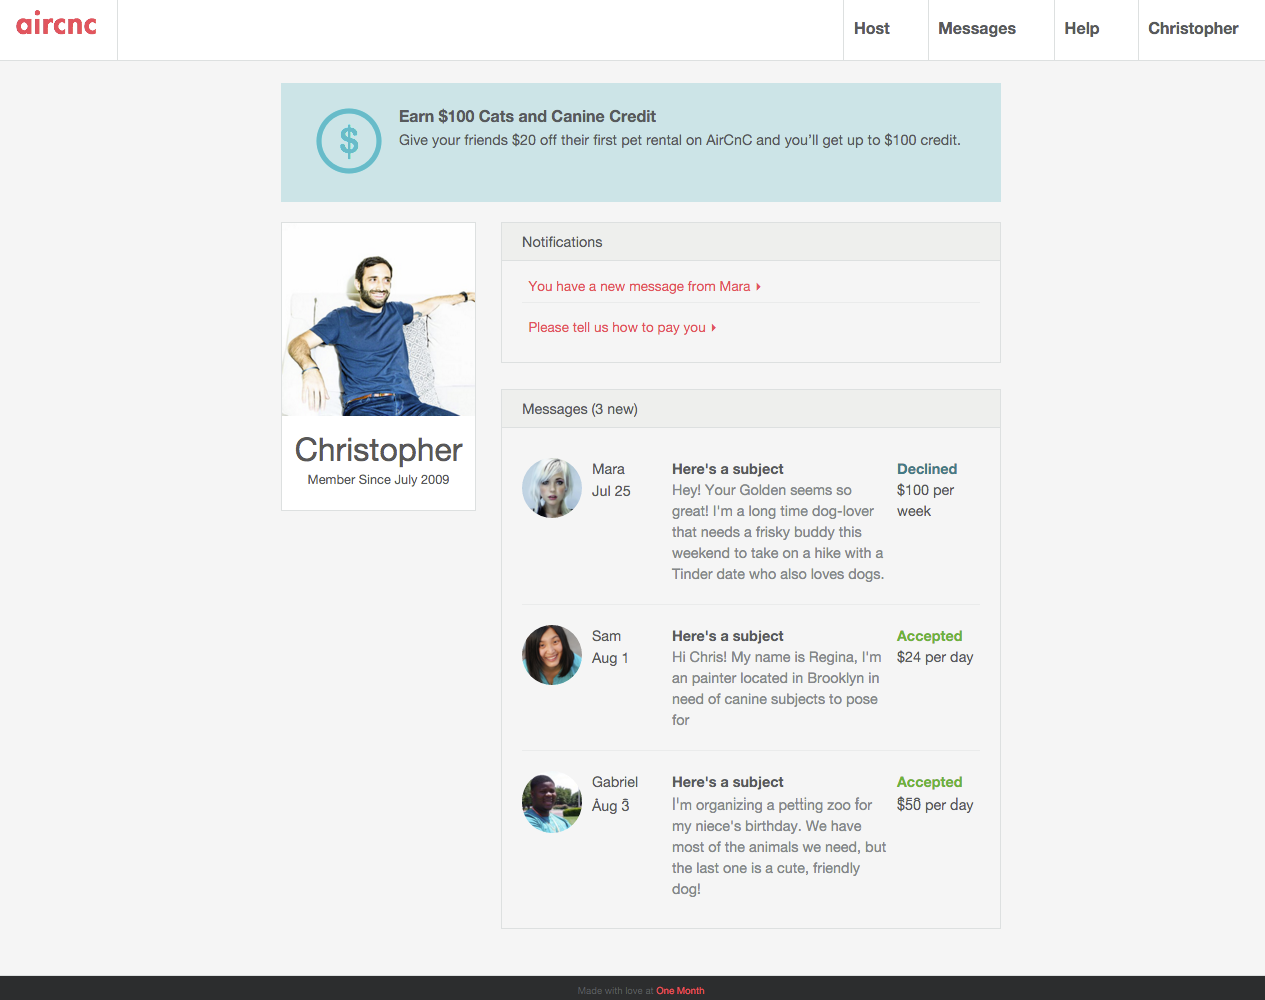 aircnc
Host
Messages
Help
Christopher
Earn $100 Cats and Canine Credit
Give your friends $20 off their first pet rental on AirCnC and you’ll get up to $100 credit.
Christopher
Member Since July 2009
Notifications
You have a new message from Mara
Please tell us how to pay you
Messages (3 new)
Mara
Jul 25
Here's a subject
Hey! Your Golden seems so
great! I'm a long time dog-lover
that needs a frisky buddy this
weekend to take on a hike with a
Tinder date who also loves dogs.
Declined
$100 per
week
Sam
Aug 1
Here's a subject
Hi Chris! My name is Regina, I'm
an painter located in Brooklyn in
need of canine subjects to pose
for
Accepted
$24 per day
Gabriel
Aug 3
Here's a subject
I'm organizing a petting zoo for
my niece's birthday. We have
most of the animals we need, but
the last one is a cute, friendly
dog!
Accepted
$50 per day
Made with love at One Month